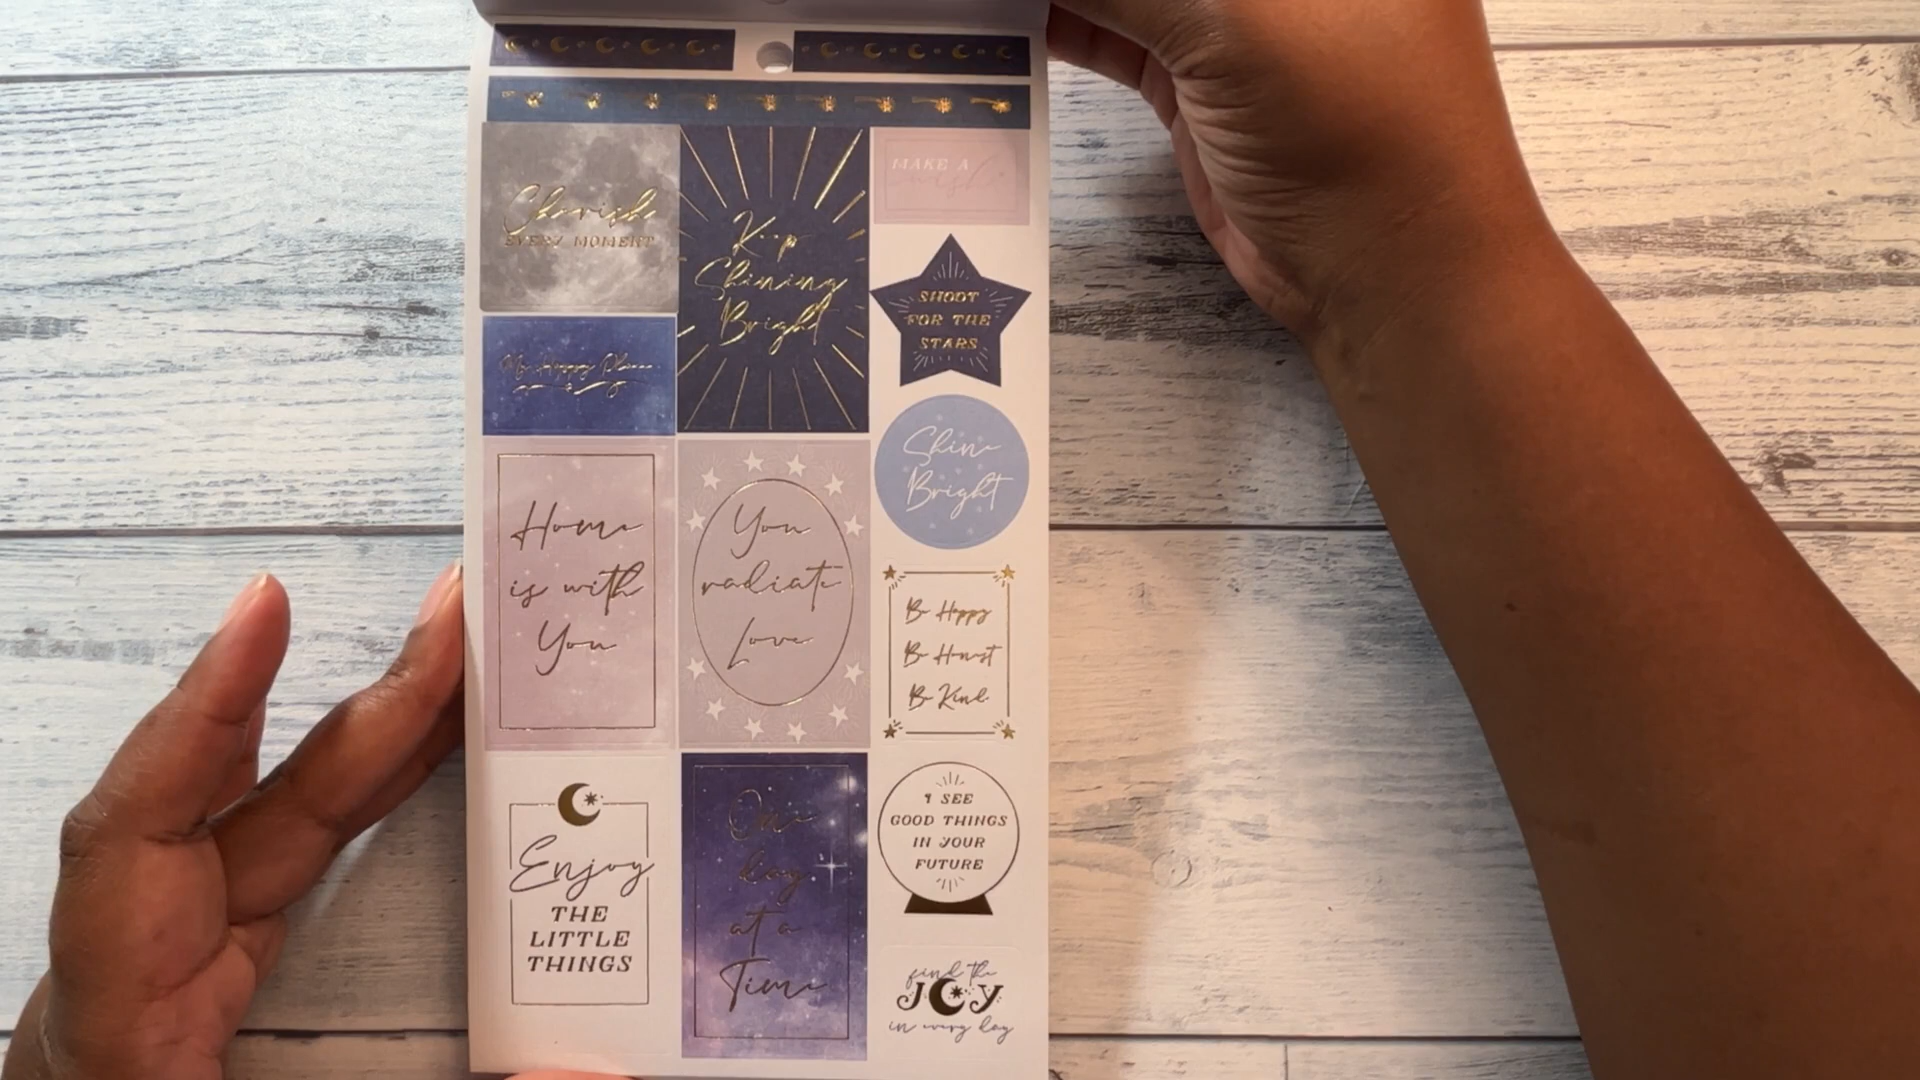 Cherish
EVERY MOMENT
Keep
Shining
Bright
MAKE A
wish
SHOOT
FOR THE
STARS
My Happy Place
Shine
Bright
Home
is with
You
You
radiate
Love
Be Happy
Be Honest
Be Kind
Enjoy
THE
LITTLE
THINGS
One
day
at a
Time
I SEE
GOOD THINGS
IN YOUR
FUTURE
find the
JOY
in every day